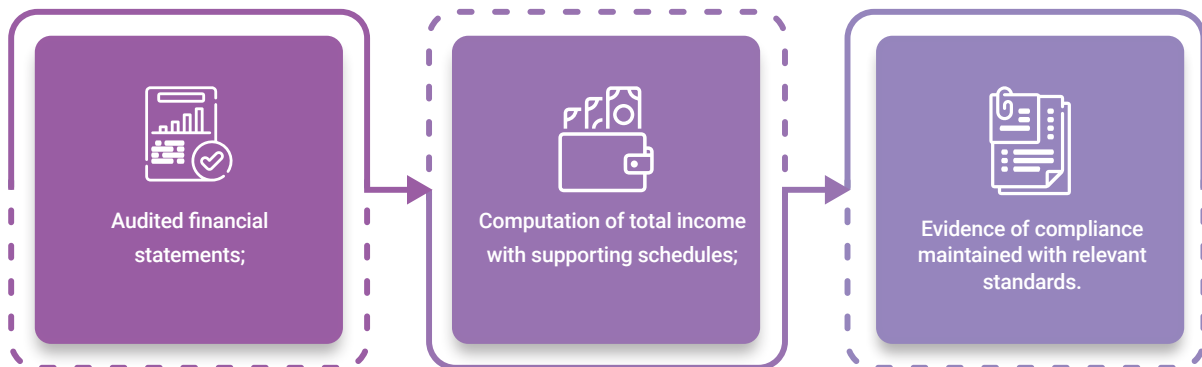 Audited financial
statements;
Computation of total income
with supporting schedules;
Evidence of compliance
maintained with relevant
standards.